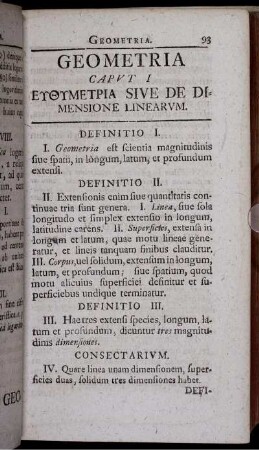 GEOMETRIA. 93
GEOMETRIA
CAPVT I
ΕΥΘΥΜΕΤΡΙΑ SIVE DE DI-
MENSIONE LINEARVM.
DEFINITIO I.
I. Geometria est scientia magnitudinis
siue spatii, in longum, latum, et profundum
extensi.
DEFINITIO II.
II. Extensionis enim siue quantitatis con-
tinuae tria sunt genera. I. Linea, siue sola
longitudo et simplex extensio in longum,
latitudine carens. II. Superficies, extensa in
longum et latum, quae motu lineae gene-
ratur, et lineis tanquam finibus clauditur.
III. Corpus, uel solidum, extensum in longum,
latum, et profundum; siue spatium, quod
motu alicuius superficiei definitur et su-
perficiebus undique terminatur.
DEFINITIO III.
III. Hae tres extensi species, longum, la-
tum et profundum, dicuntur tres magnitu-
dinis dimensiones.
CONSECTARIVM.
IV. Quare linea unam dimensionem, super-
ficies duas, solidum tres dimensiones habet.
DEFI-
VIII.
GEO-